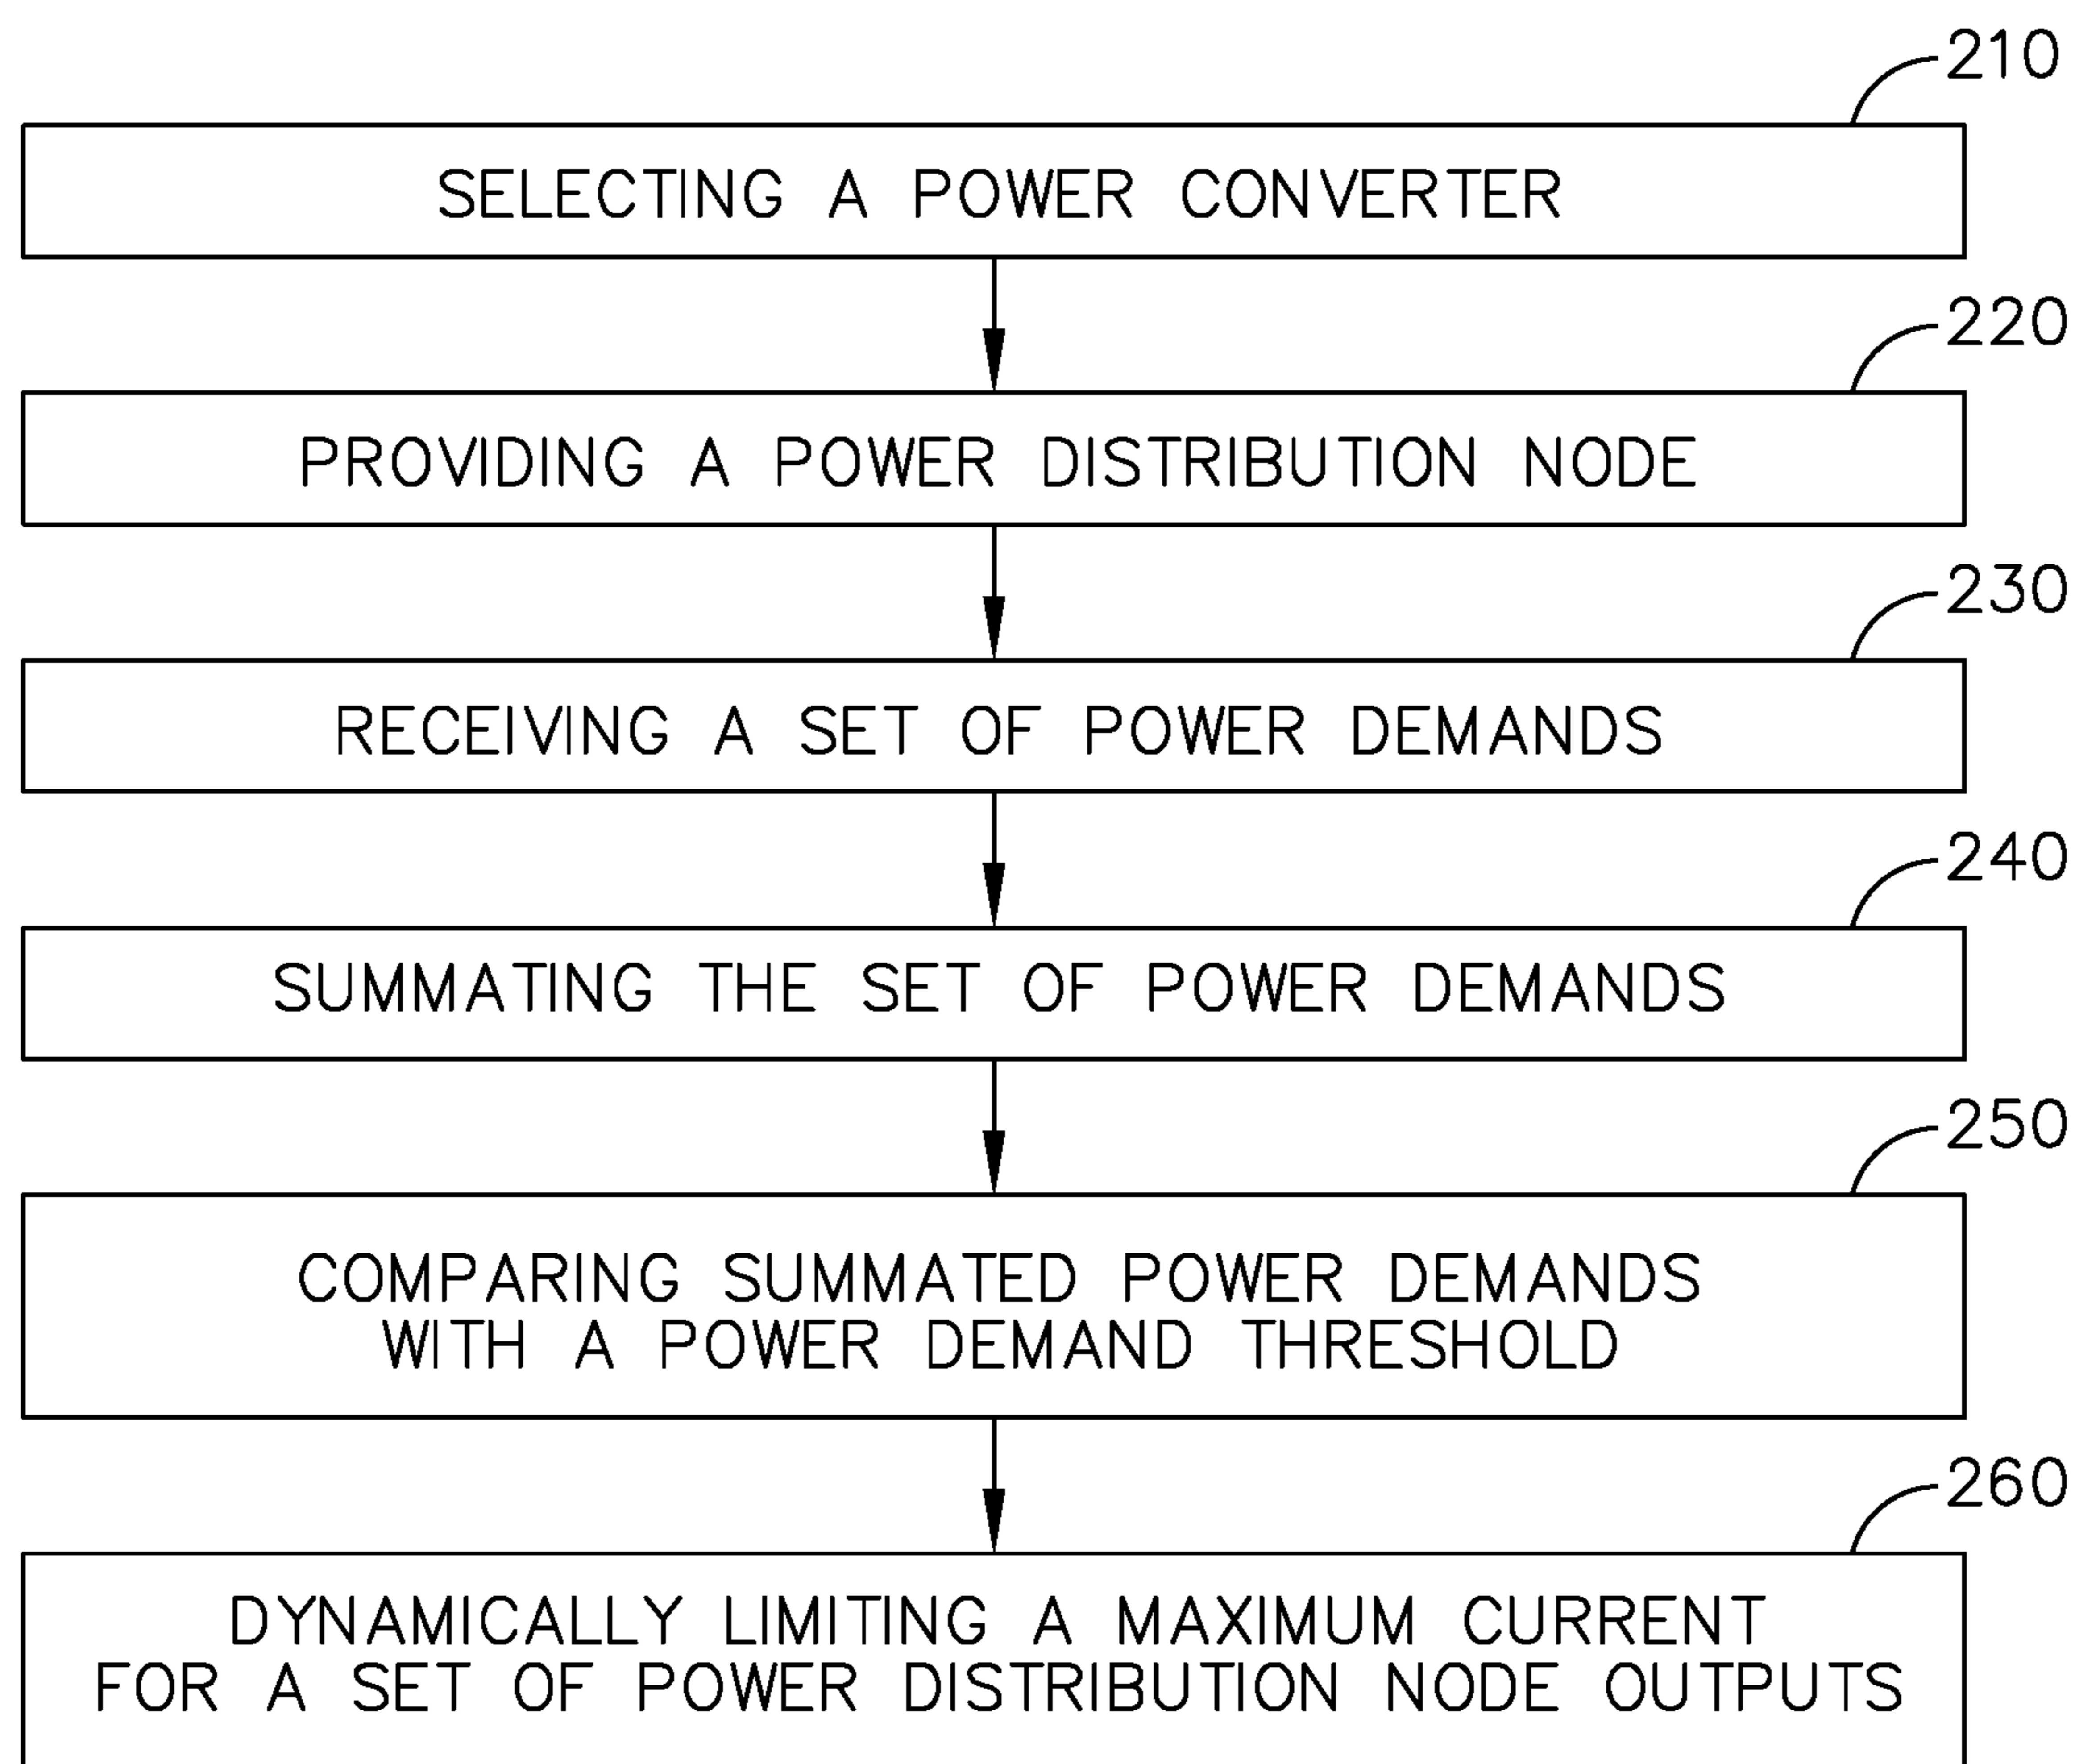 210
SELECTING A POWER CONVERTER
220
PROVIDING A POWER DISTRIBUTION NODE
230
RECEIVING A SET OF POWER DEMANDS
240
SUMMATING THE SET OF POWER DEMANDS
250
COMPARING SUMMATED POWER DEMANDS
WITH A POWER DEMAND THRESHOLD
260
DYNAMICALLY LIMITING A MAXIMUM CURRENT
FOR A SET OF POWER DISTRIBUTION NODE OUTPUTS